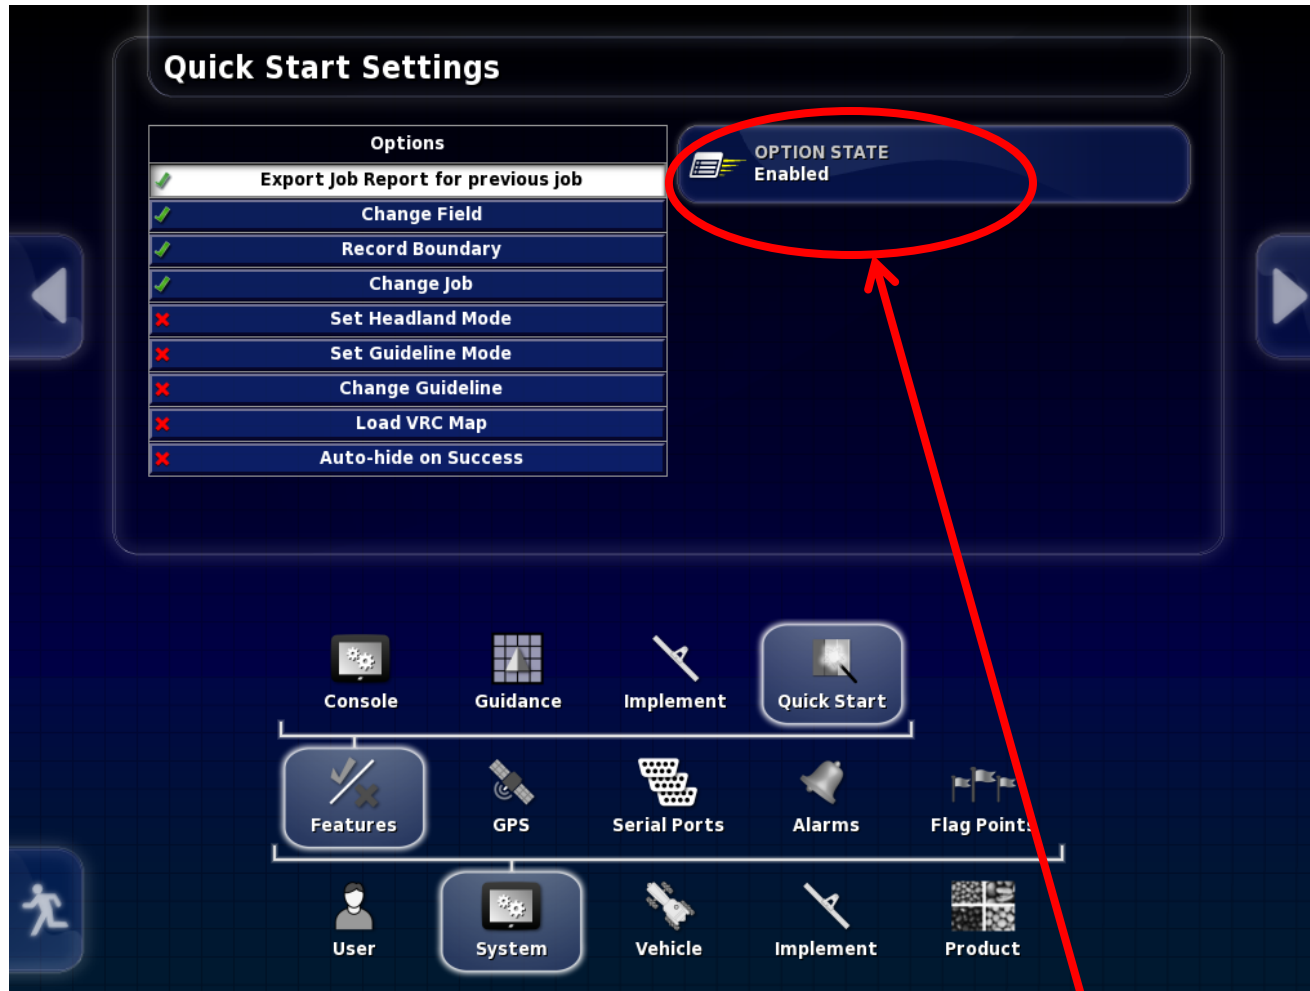 Quick Start Settings
Options
Export Job Report for previous job
Change Field
Record Boundary
Change Job
Set Headland Mode
Set Guideline Mode
Change Guideline
Load VRC Map
Auto-hide on Success
OPTION STATE
Enabled
Console
Guidance
Implement
Quick Start
Features
GPS
Serial Ports
Alarms
Flag Points
User
System
Vehicle
Implement
Product